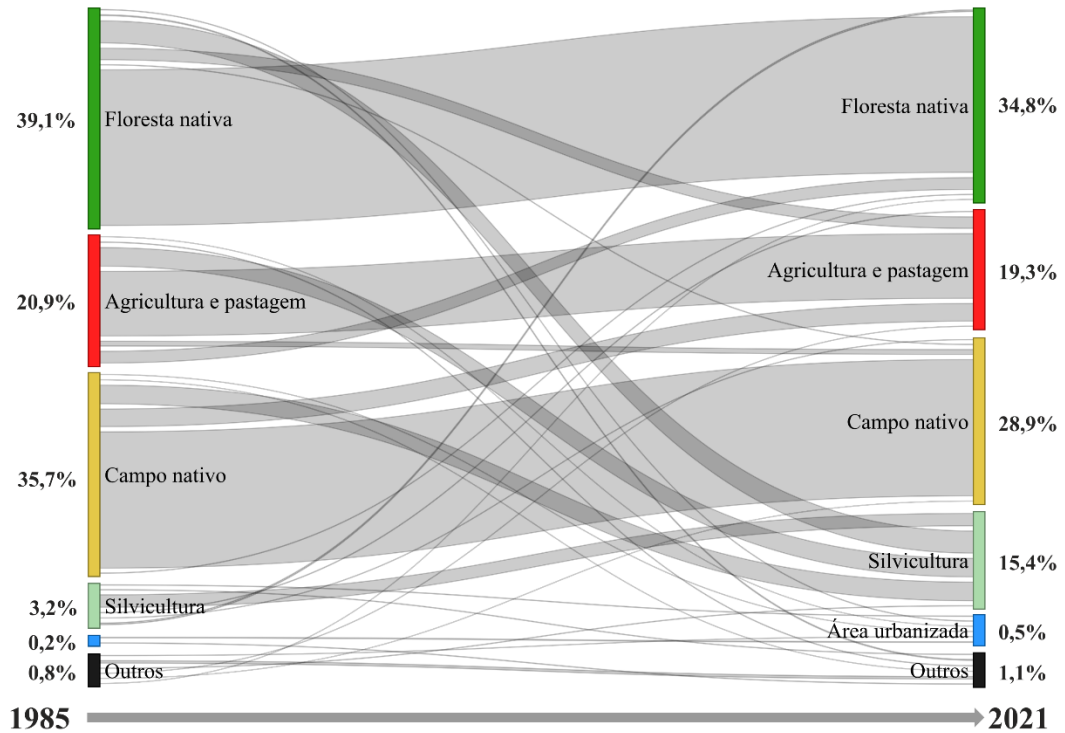 39,1%
Floresta nativa
20,9%
Agricultura e pastagem
35,7%
Campo nativo
3,2%
Silvicultura
0,2%
0,8%
Outros
Floresta nativa
34,8%
Agricultura e pastagem
19,3%
Campo nativo
28,9%
Silvicultura
15,4%
Área urbanizada
0,5%
Outros
1,1%
1985
2021